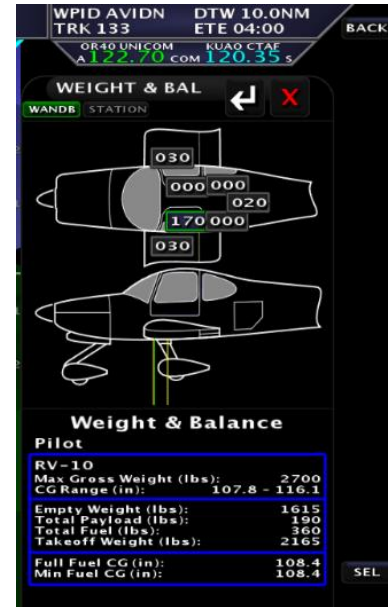 WPID AVIDN DTW 10.0NM
TRK 133 ETE 04:00
BACK
OR40 UNICOM KUAO CTAF
A 122.70 COM 120.35 S
WEIGHT & BAL
X
WANDB STATION
030
000 000
020
170 000
030
Weight & Balance
Pilot
RV-10
Max Gross Weight (lbs): 2700
CG Range (in): 107.8 - 116.1
Empty Weight (lbs): 1615
Total Payload (lbs): 190
Total Fuel (lbs): 360
Takeoff Weight (lbs): 2165
Full Fuel CG (in): 108.4
Min Fuel CG (in): 108.4
SEL